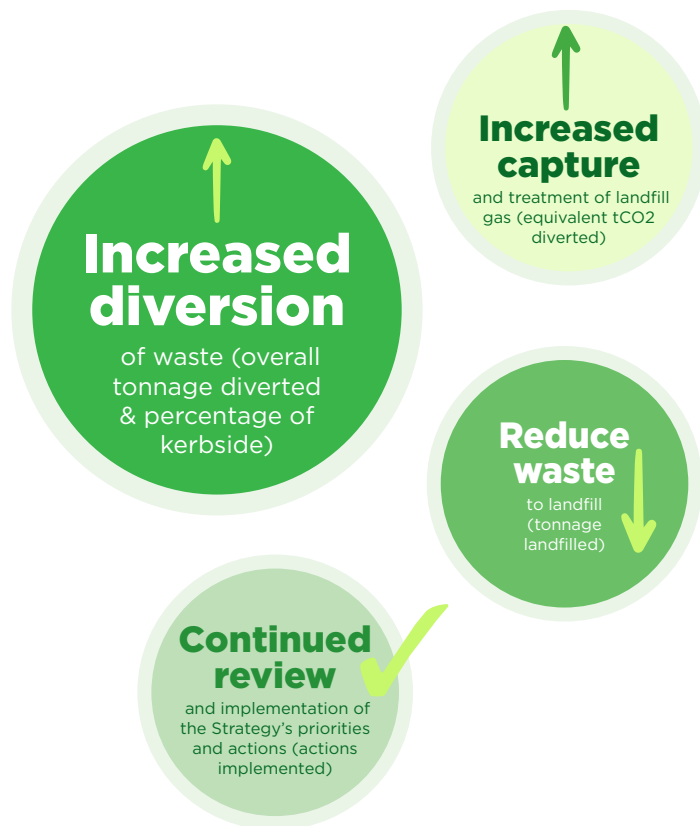 Increased
capture
and treatment of landfill
gas (equivalent tCO2
diverted)
Increased
diversion
of waste (overall
tonnage diverted
& percentage of
kerbside)
Reduce
waste
to landfill
(tonnage
landfilled)
Continued
review
and implementation of
the Strategy’s priorities
and actions (actions
implemented)